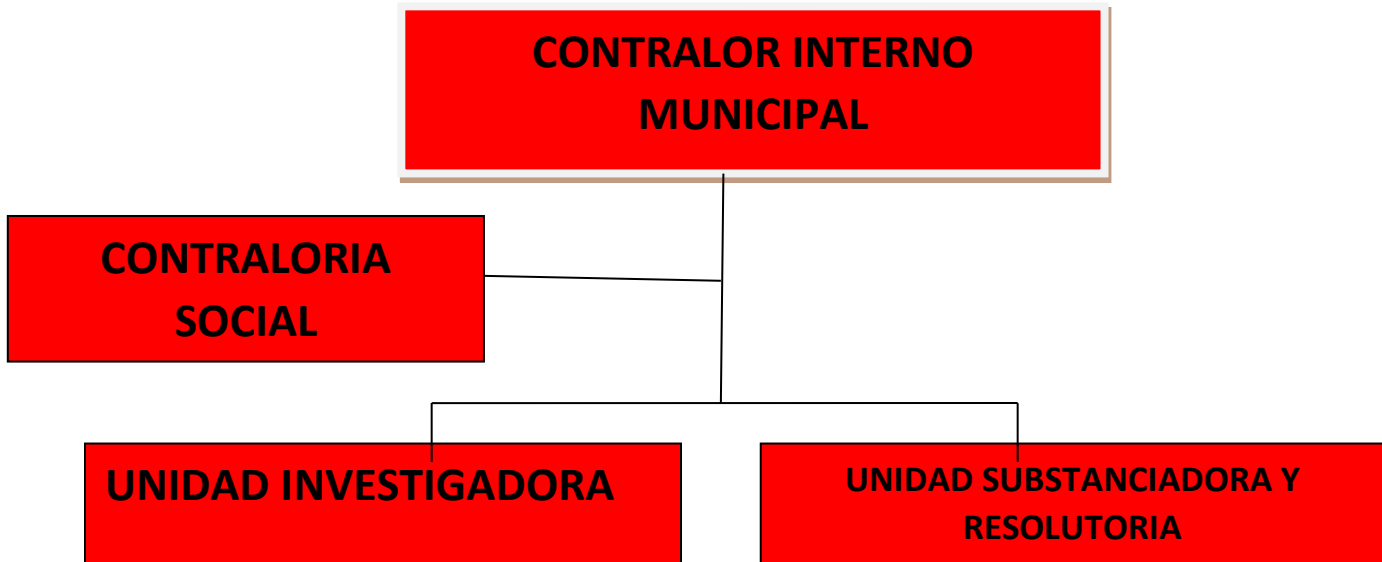 CONTRALOR INTERNO
MUNICIPAL
CONTRALORIA
SOCIAL
UNIDAD INVESTIGADORA
UNIDAD SUBSTANCIADORA Y
RESOLUTORIA